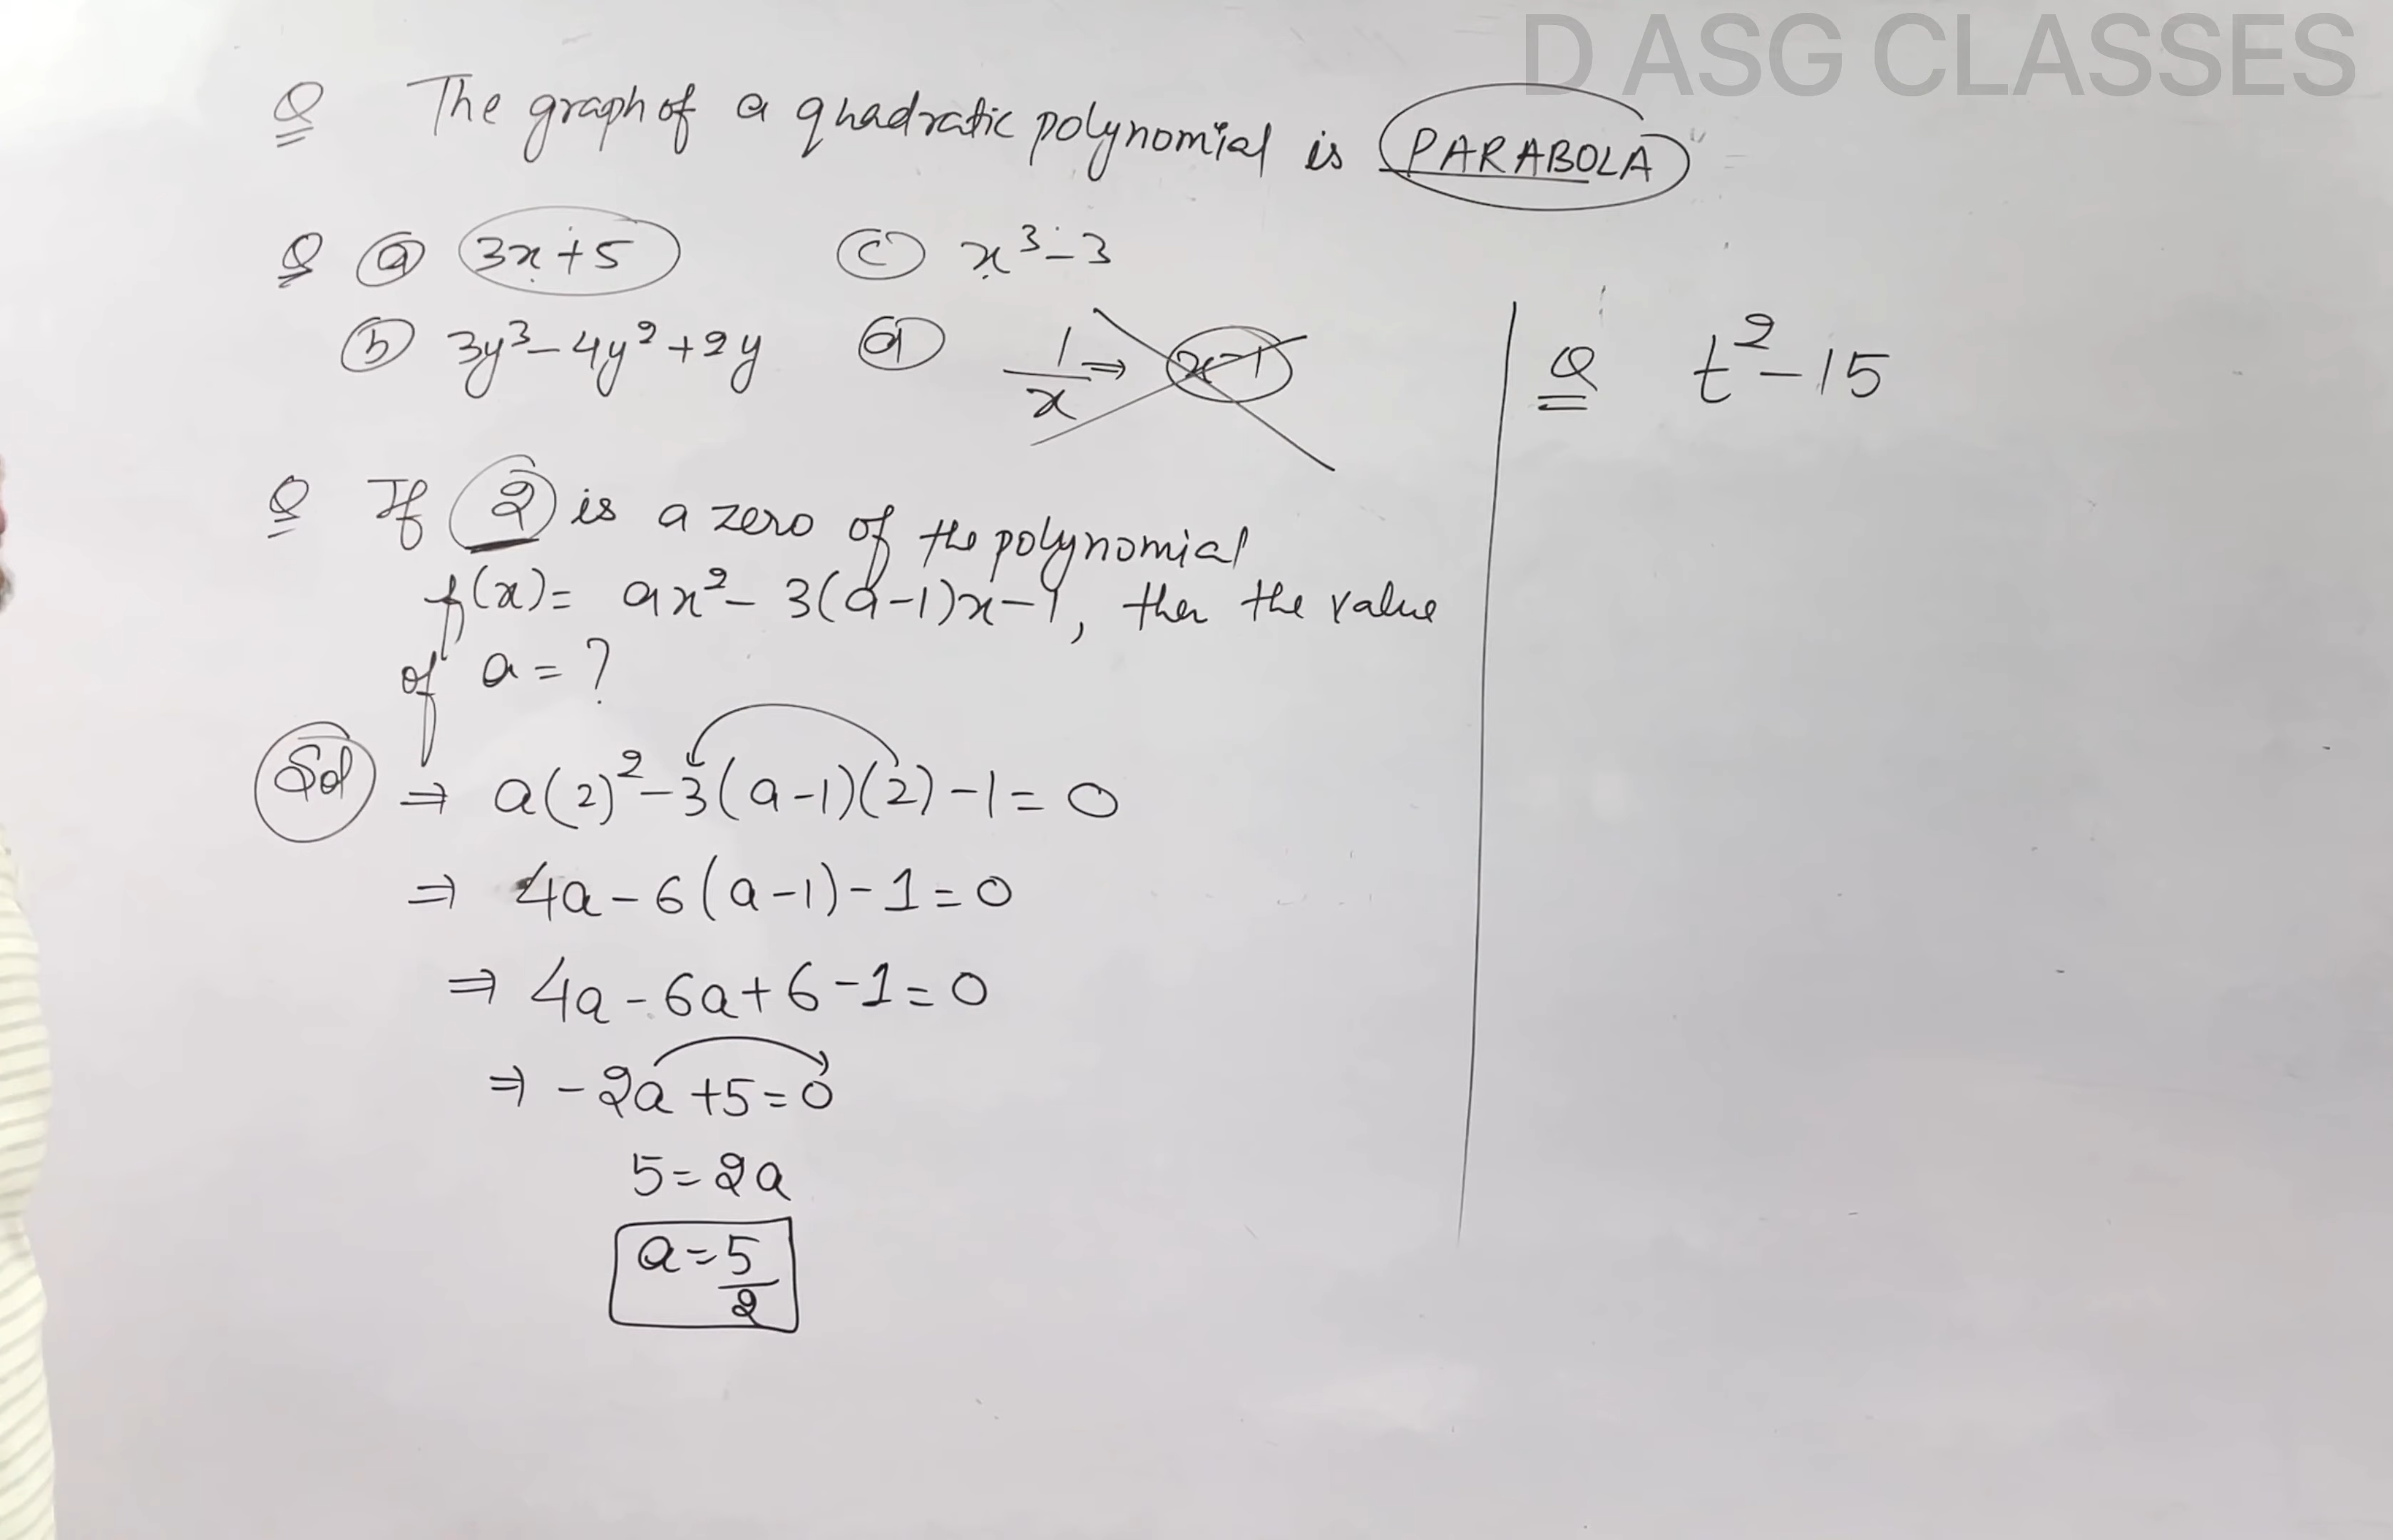 D ASG CLASSES
Q The graph of a quadratic polynomial is PARABOLA
Q (a) 3x+5 (c) x³-3
(b) 3y³-4y²+2y (d) 1/x ⇒ x⁻¹
Q If 2 is a zero of the polynomial
f(x)= ax²- 3(a-1)x-1, then the value
of a = ?
Sol ⇒ a(2)²-3(a-1)(2)-1=0
⇒ 4a-6(a-1)-1=0
⇒ 4a-6a+6-1=0
⇒ -2a+5=0
5=2a
a=5/2
Q t²-15